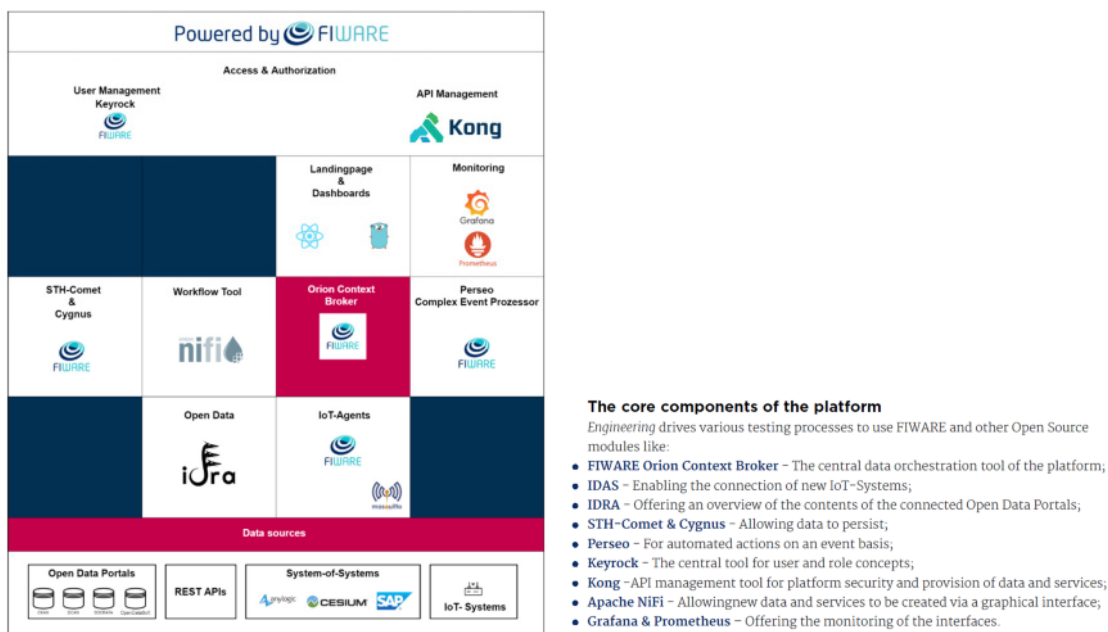 Powered by FIWARE
Access & Authorization
User Management
Keyrock
FIWARE
API Management
Kong
Landingpage
&
Dashboards
Monitoring
Grafana
Prometheus
STH-Comet
&
Cygnus
FIWARE
Workflow Tool
nifi
Orion Context
Broker
FIWARE
Perseo
Complex Event Prozessor
FIWARE
Open Data
idra
IoT-Agents
FIWARE
mosquitto
Data sources
Open Data Portals
CKAN
OpenDataSoft
REST APIs
System-of-Systems
anylogic
CESIUM
SAP
IoT- Systems
The core components of the platform
Engineering drives various testing processes to use FIWARE and other Open Source
modules like:
• FIWARE Orion Context Broker – The central data orchestration tool of the platform;
• IDAS – Enabling the connection of new IoT-Systems;
• IDRA – Offering an overview of the contents of the connected Open Data Portals;
• STH-Comet & Cygnus – Allowing data to persist;
• Perseo – For automated actions on an event basis;
• Keyrock – The central tool for user and role concepts;
• Kong –API management tool for platform security and provision of data and services;
• Apache NiFi – Allowingnew data and services to be created via a graphical interface;
• Grafana & Prometheus – Offering the monitoring of the interfaces.